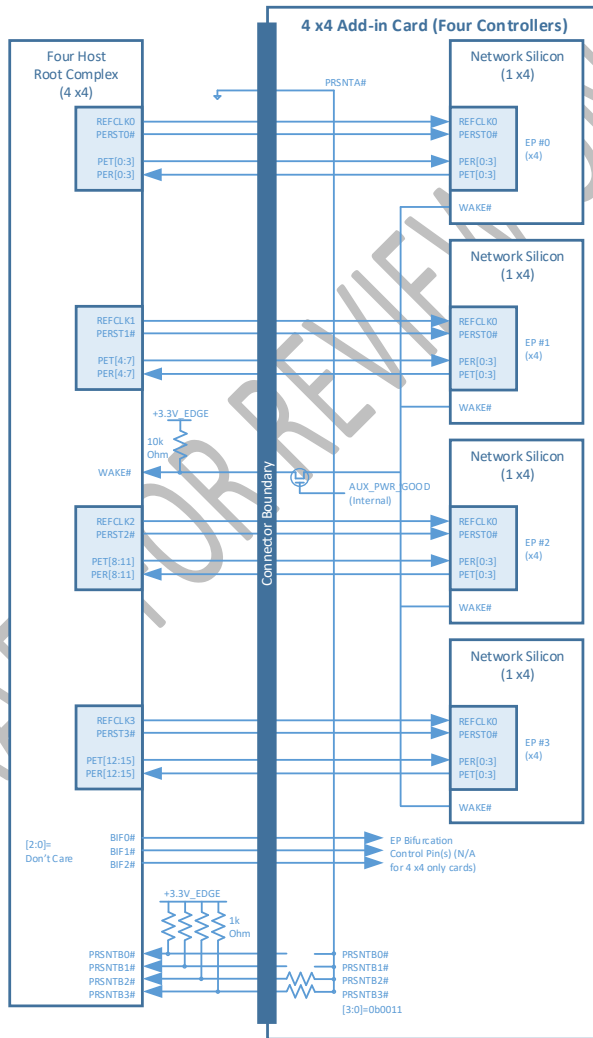 4 x4 Add-in Card (Four Controllers)
Four Host
Root Complex
(4 x4)
PRSNTA#
Network Silicon
(1 x4)
REFCLK0
PERST0#
PET[0:3]
PER[0:3]
REFCLK0
PERST0#
PER[0:3]
PET[0:3]
EP #0
(x4)
WAKE#
Network Silicon
(1 x4)
REFCLK1
PERST1#
PET[4:7]
PER[4:7]
REFCLK0
PERST0#
PER[0:3]
PET[0:3]
EP #1
(x4)
WAKE#
+3.3V_EDGE
10k
Ohm
WAKE#
AUX_PWR_GOOD
(Internal)
Connector Boundary
Network Silicon
(1 x4)
REFCLK2
PERST2#
PET[8:11]
PER[8:11]
REFCLK0
PERST0#
PER[0:3]
PET[0:3]
EP #2
(x4)
WAKE#
Network Silicon
(1 x4)
REFCLK3
PERST3#
PET[12:15]
PER[12:15]
REFCLK0
PERST0#
PER[0:3]
PET[0:3]
EP #3
(x4)
WAKE#
[2:0]=
Don't Care
BIF0#
BIF1#
BIF2#
EP Bifurcation
Control Pin(s) (N/A
for 4 x4 only cards)
+3.3V_EDGE
1k
Ohm
PRSNTB0#
PRSNTB1#
PRSNTB2#
PRSNTB3#
PRSNTB0#
PRSNTB1#
PRSNTB2#
PRSNTB3#
[3:0]=0b0011
FOR REVIEW